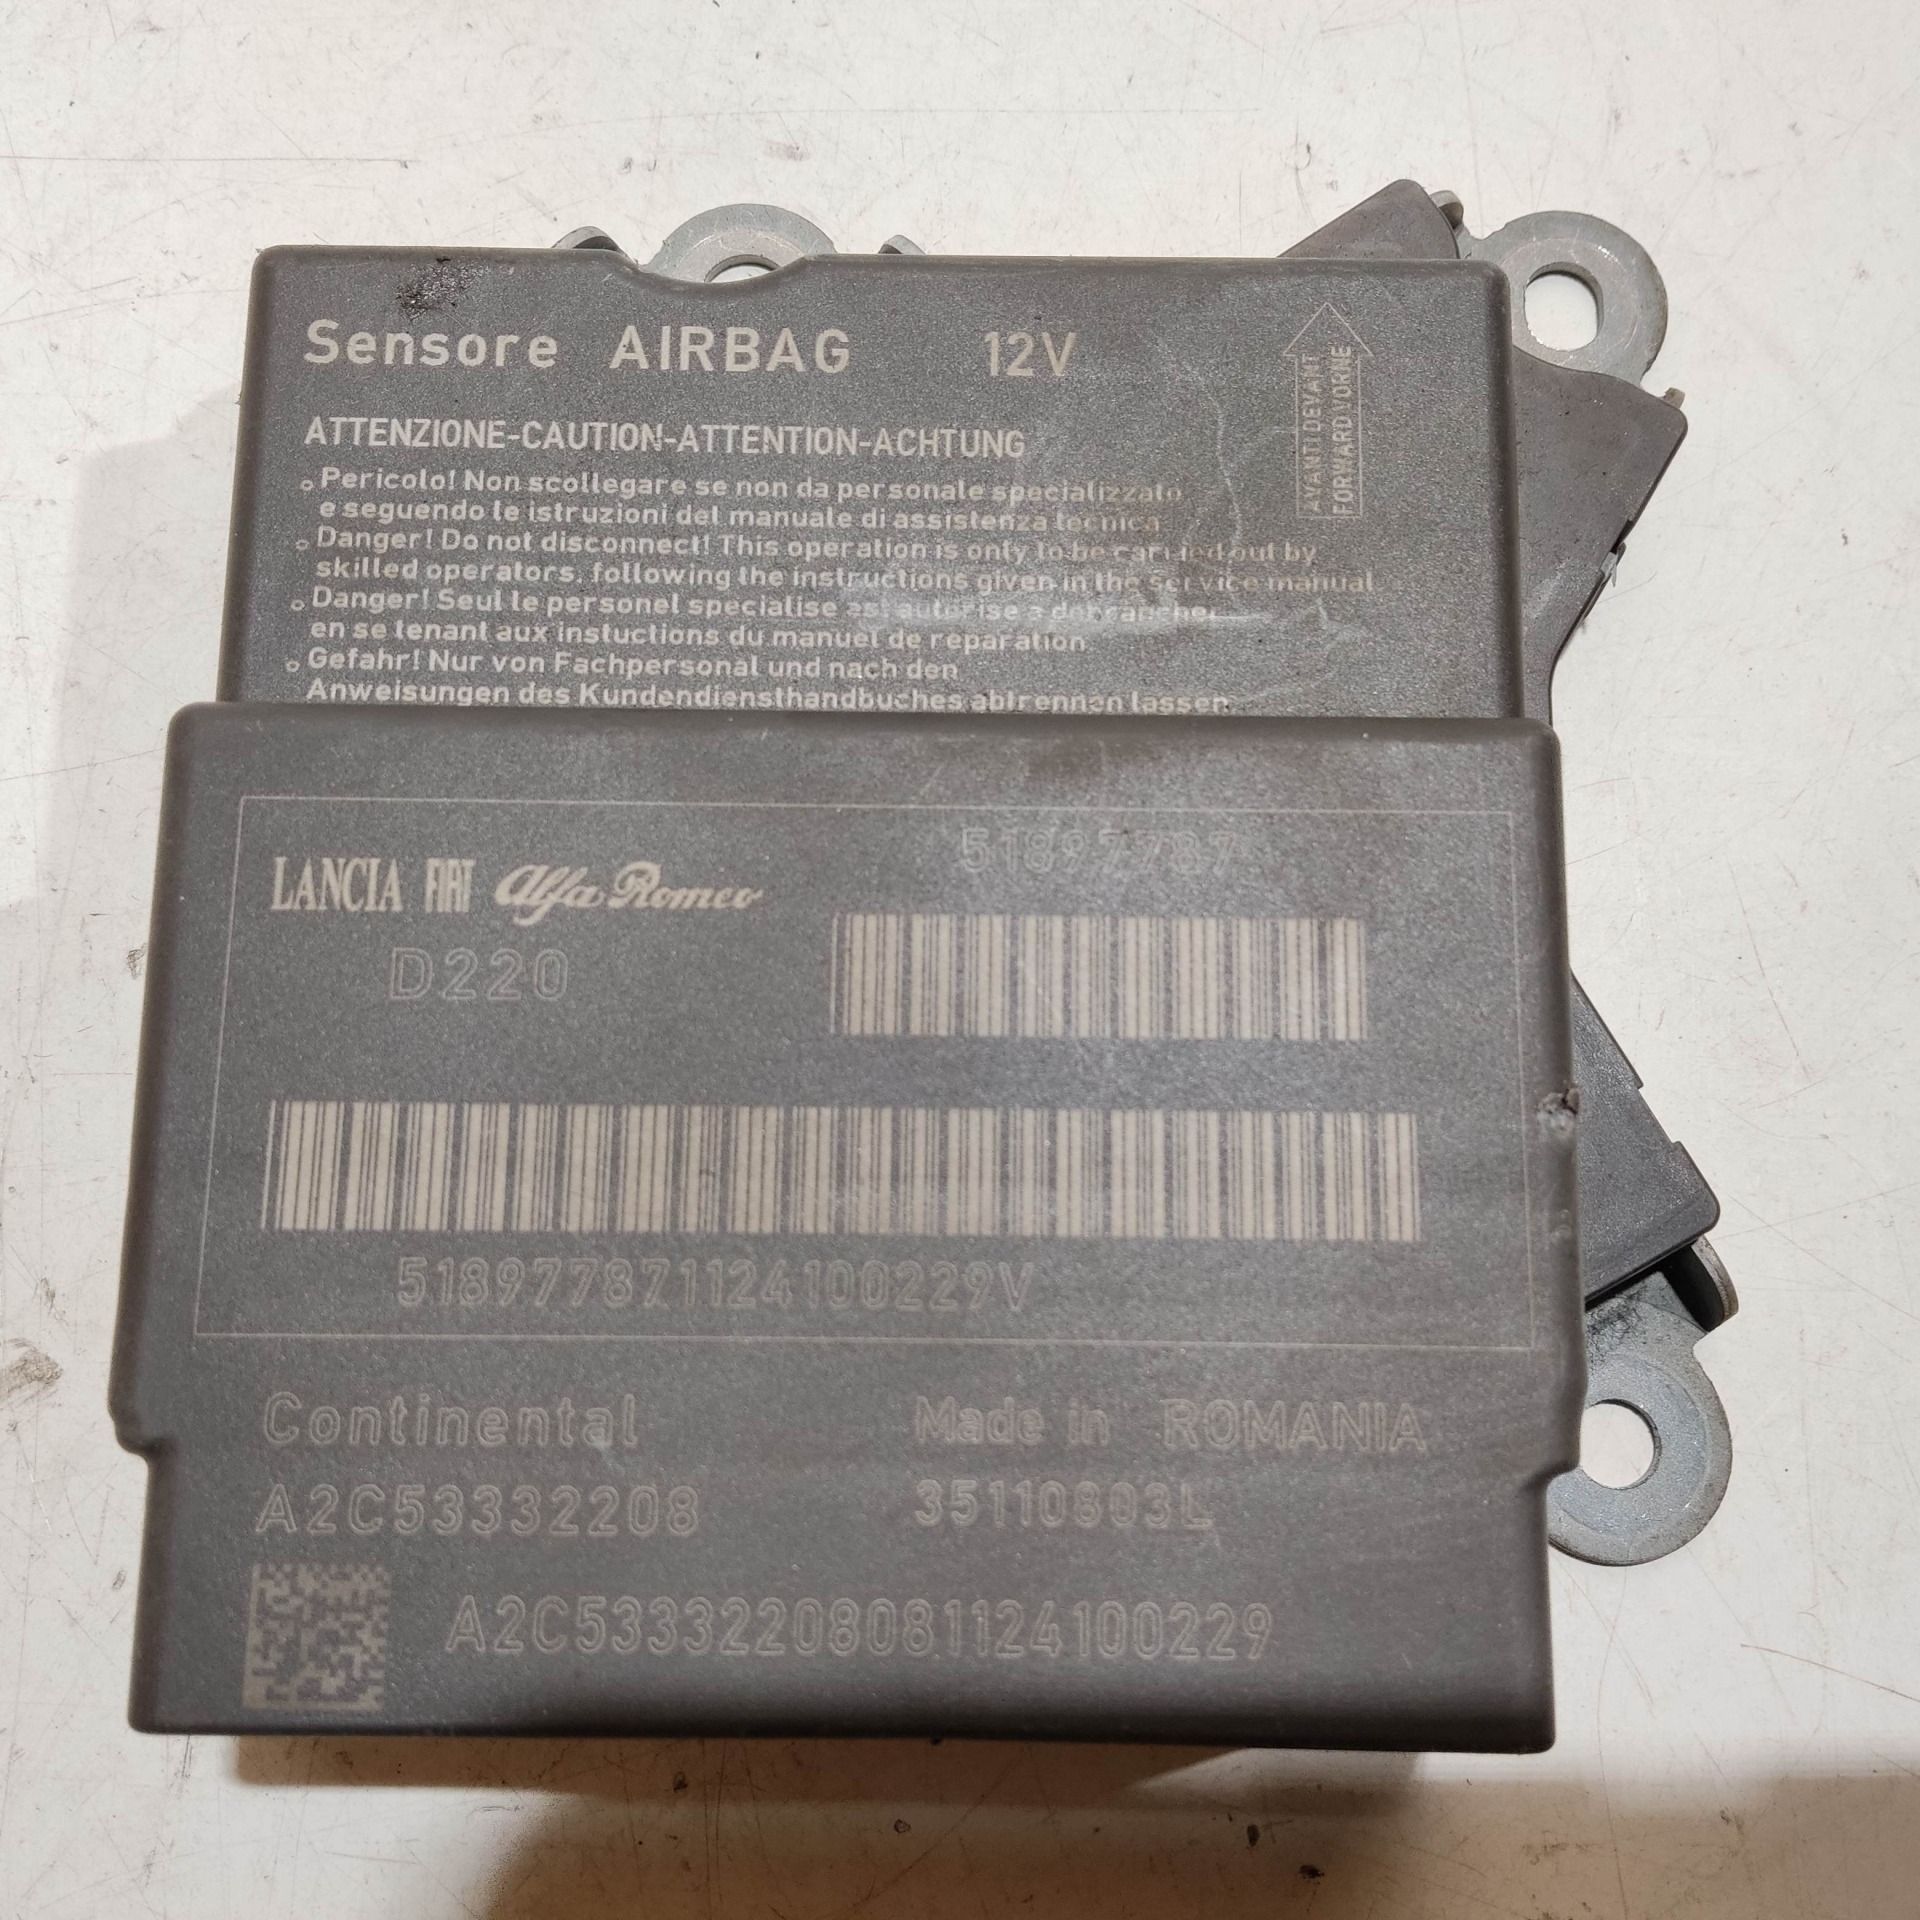 Sensore AIRBAG 12V
AVANTI DEVANT
FORWARD VORNE
ATTENZIONE-CAUTION-ATTENTION-ACHTUNG
Pericolo! Non scollegare se non da personale specializzato
e seguendo le istruzioni del manuale di assistenza tecnica
Danger! Do not disconnect! This operation is only to be carried out by
skilled operators, following the instructions given in the service manual
Danger! Seul le personel specialise est autorise a debrancher
en se tenant aux instuctions du manuel de reparation
Gefahr! Nur von Fachpersonal und nach den
Anweisungen des Kundendiensthandbuches abtrennen lassen
51897787
LANCIA FIAT Alfa Romeo
D220
518977871124100229V
Continental Made in ROMANIA
A2C53332208 35110803L
A2C53332208081124100229